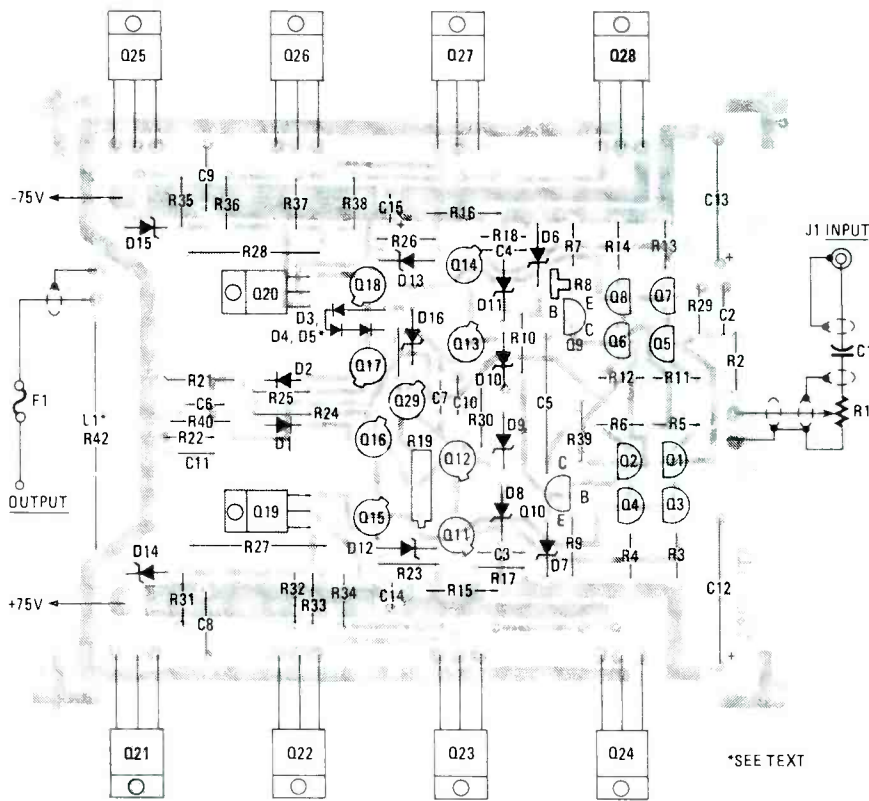 Q25 Q26 Q27 Q28
C9
C13
-75V R35 R36 R37 R38 C15 R16
+
J1 INPUT
D15 R26 R18 D6 R7 R14 R13
R28 D13 Q14 C4
+
Q20 Q18 D11 R8 Q8 Q7 R29 C2
E
B
D3, D16 C
D4, D5* Q13 R10 Q9 Q6 Q5 R2 C1
Q17 D10
R21 D2 R12 R11
F1 C6 R25 Q29 C7 C10 C5 R1
L1* R40 R24 R30 R39 R6 R5
R42 R22 D1 Q16 R19 D9
C11 Q12 C Q2 Q1
OUTPUT B
Q19 Q15 D8 Q10 Q4 Q3
E
Q11
R27 D12 C3 D7 R9 R4 R3
D14 R23 R17
+75V R31 R32 R33 R34 C14 R15 C12
C8
+
Q21 Q22 Q23 Q24
*SEE TEXT